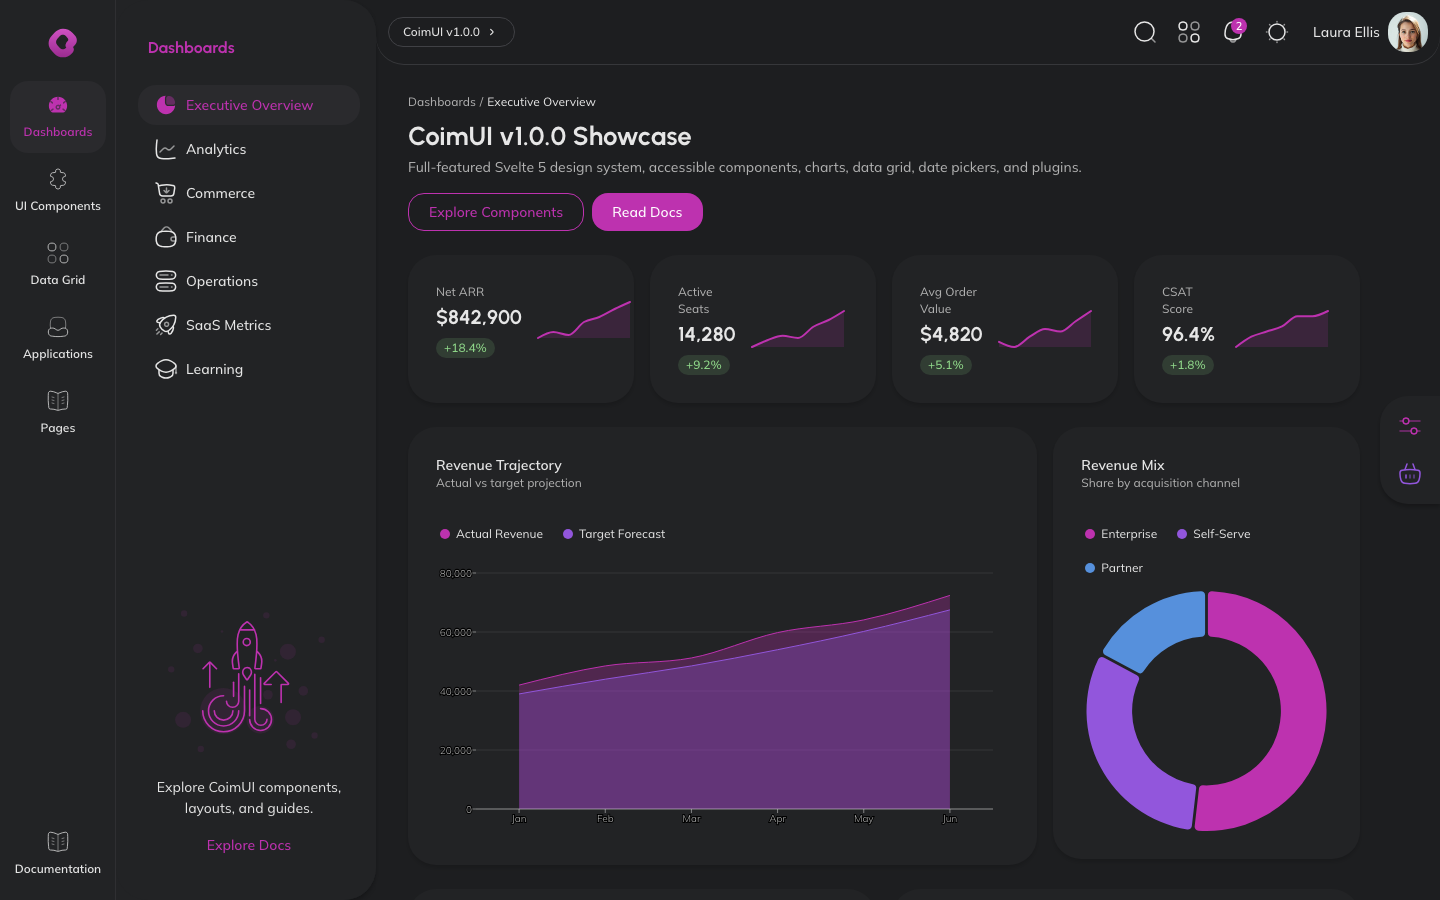 Dashboards
UI Components
Data Grid
Applications
Pages
Documentation
Dashboards
Executive Overview
Analytics
Commerce
Finance
Operations
SaaS Metrics
Learning
Explore CoimUI components,
layouts, and guides.
Explore Docs
CoimUI v1.0.0
2
Laura Ellis
Dashboards / Executive Overview
CoimUI v1.0.0 Showcase
Full-featured Svelte 5 design system, accessible components, charts, data grid, date pickers, and plugins.
Explore Components
Read Docs
Net ARR
$842,900
+18.4%
Active
Seats
14,280
+9.2%
Avg Order
Value
$4,820
+5.1%
CSAT
Score
96.4%
+1.8%
Revenue Trajectory
Actual vs target projection
Actual Revenue
Target Forecast
80,000
60,000
40,000
20,000
0
Jan
Feb
Mar
Apr
May
Jun
Revenue Mix
Share by acquisition channel
Enterprise
Self-Serve
Partner